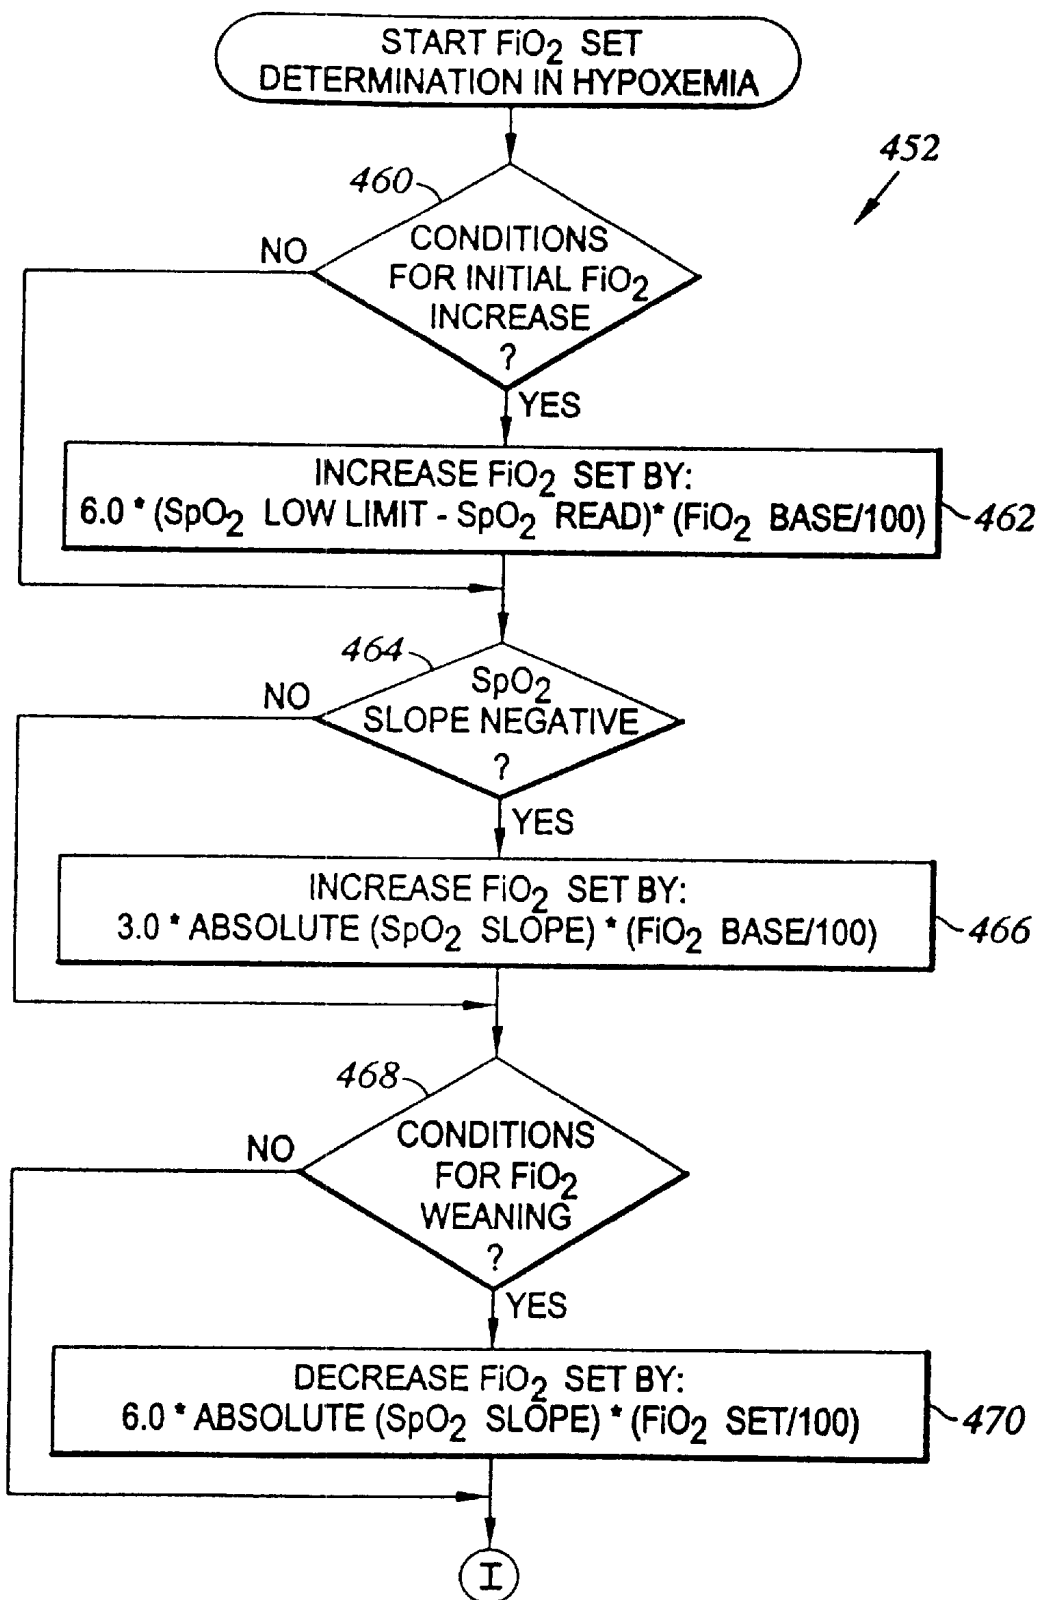 START FiO2 SET
DETERMINATION IN HYPOXEMIA
452
460
NO
CONDITIONS
FOR INITIAL FiO2
INCREASE
?
YES
INCREASE FiO2 SET BY:
6.0 * (SpO2 LOW LIMIT - SpO2 READ)* (FiO2 BASE/100)
462
464
NO
SpO2
SLOPE NEGATIVE
?
YES
INCREASE FiO2 SET BY:
3.0 * ABSOLUTE (SpO2 SLOPE) * (FiO2 BASE/100)
466
468
NO
CONDITIONS
FOR FiO2
WEANING
?
YES
DECREASE FiO2 SET BY:
6.0 * ABSOLUTE (SpO2 SLOPE) * (FiO2 SET/100)
470
I